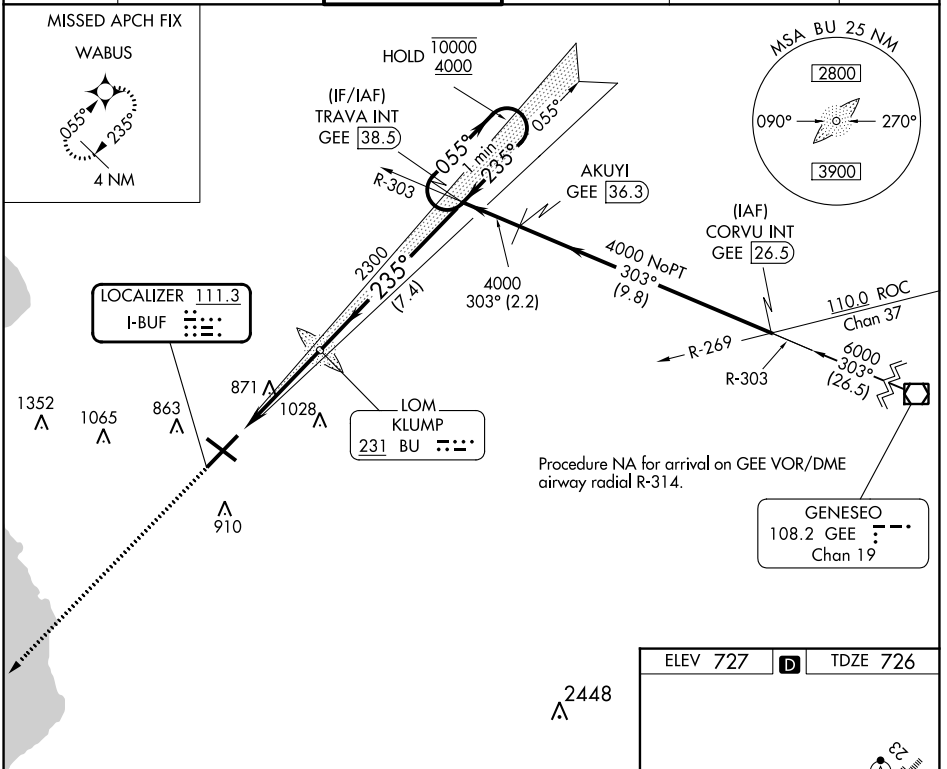 MISSED APCH FIX
WABUS
055°
235°
4 NM
HOLD 10000
4000
(IF/IAF)
TRAVA INT
GEE 38.5
R-303
055°
1 min
235°
055°
MSA BU 25 NM
2800
090°
270°
3900
AKUYI
GEE 36.3
(IAF)
CORVU INT
GEE 26.5
4000 NoPT
303°
(9.8)
4000
303° (2.2)
2300
235°
(7.4)
110.0 ROC
Chan 37
R-269
R-303
6000
303°
(26.5)
LOCALIZER 111.3
I-BUF
1352
1065
863
871
1028
LOM
KLUMP
231 BU
910
Procedure NA for arrival on GEE VOR/DME
airway radial R-314.
GENESEO
108.2 GEE
Chan 19
2448
ELEV 727
D
TDZE 726
23
A